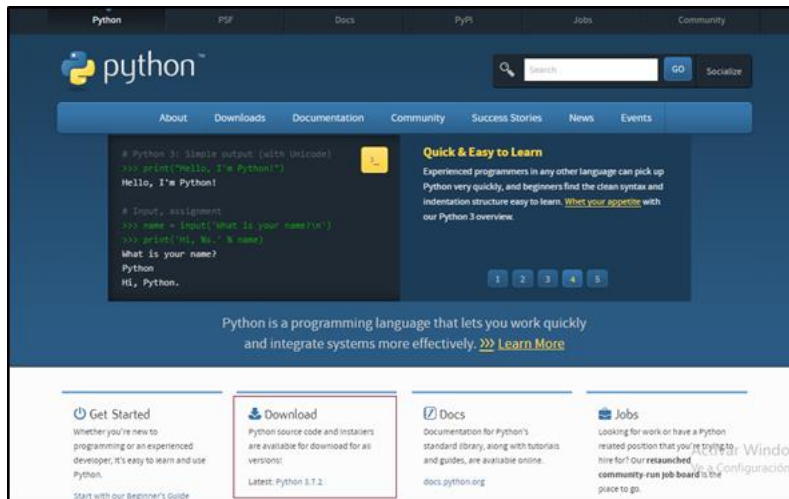 Python PSF Docs PyPI Jobs Community
python™
Search GO Socialize
About Downloads Documentation Community Success Stories News Events
# Python 3: Simple output (with Unicode)
>>> print("Hello, I'm Python!")
Hello, I'm Python!
# Input, assignment
>>> name = input('What is your name?\n')
>>> print('Hi, %s.' % name)
What is your name?
Python
Hi, Python.
>_
Quick & Easy to Learn
Experienced programmers in any other language can pick up
Python very quickly, and beginners find the clean syntax and
indentation structure easy to learn. Whet your appetite with
our Python 3 overview.
1 2 3 4 5
Python is a programming language that lets you work quickly
and integrate systems more effectively. >>> Learn More
Get Started
Whether you're new to
programming or an experienced
developer, it's easy to learn and use
Python.
Start with our Beginner's Guide
Download
Python source code and installers
are available for download for all
versions!
Latest: Python 3.7.2
Docs
Documentation for Python's
standard library, along with tutorials
and guides, are available online.
docs.python.org
Jobs
Looking for work or have a Python
related position that you're trying to
hire for? Our relaunched
community-run job board is the
place to go.
Activar Windo
Ve a Configuración